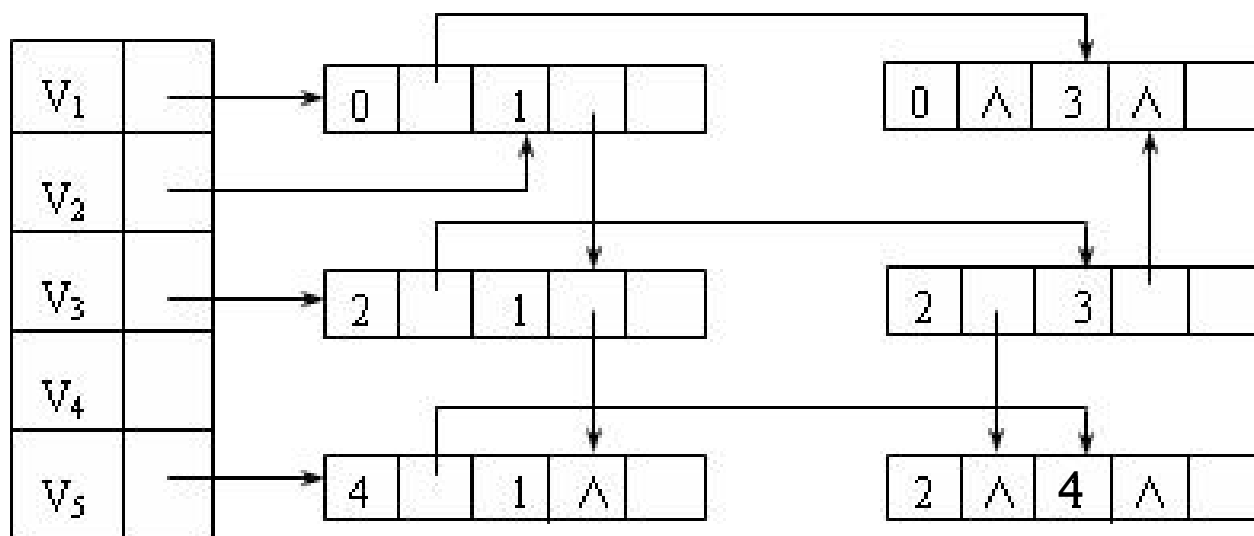 V₁ 0 1 0 ∧ 3 ∧
V₂
V₃ 2 1 2 3
V₄
V₅ 4 1 ∧ 2 ∧ 4 ∧